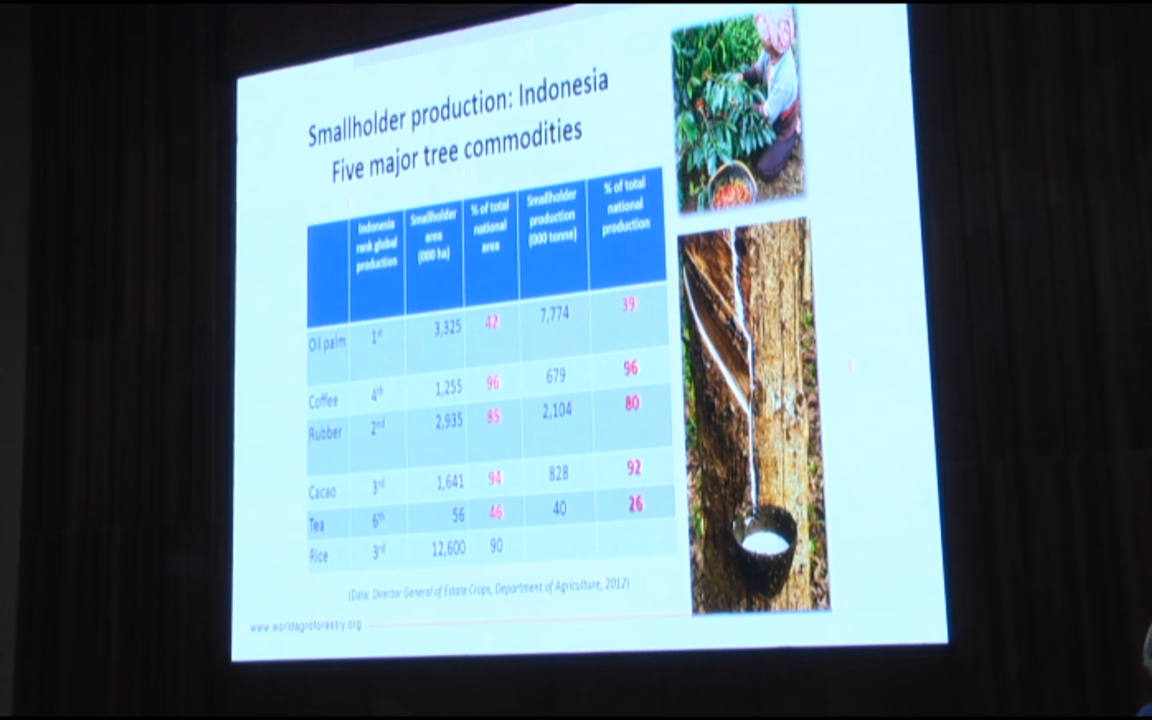 Smallholder production: Indonesia
Five major tree commodities
Indonesia rank global production | Smallholder area (000 ha) | % of total national area | Smallholder production (000 tonne) | % of total national production
Oil palm | 1st | 3,325 | 42 | 7,774 | 39
Coffee | 4th | 1,255 | 96 | 679 | 96
Rubber | 2nd | 2,935 | 85 | 2,104 | 80
Cacao | 3rd | 1,641 | 94 | 828 | 92
Tea | 6th | 56 | 46 | 40 | 26
Rice | 3rd | 12,600 | 90
(Data: Director General of Estate Crops, Department of Agriculture, 2012)
www.worldagroforestry.org